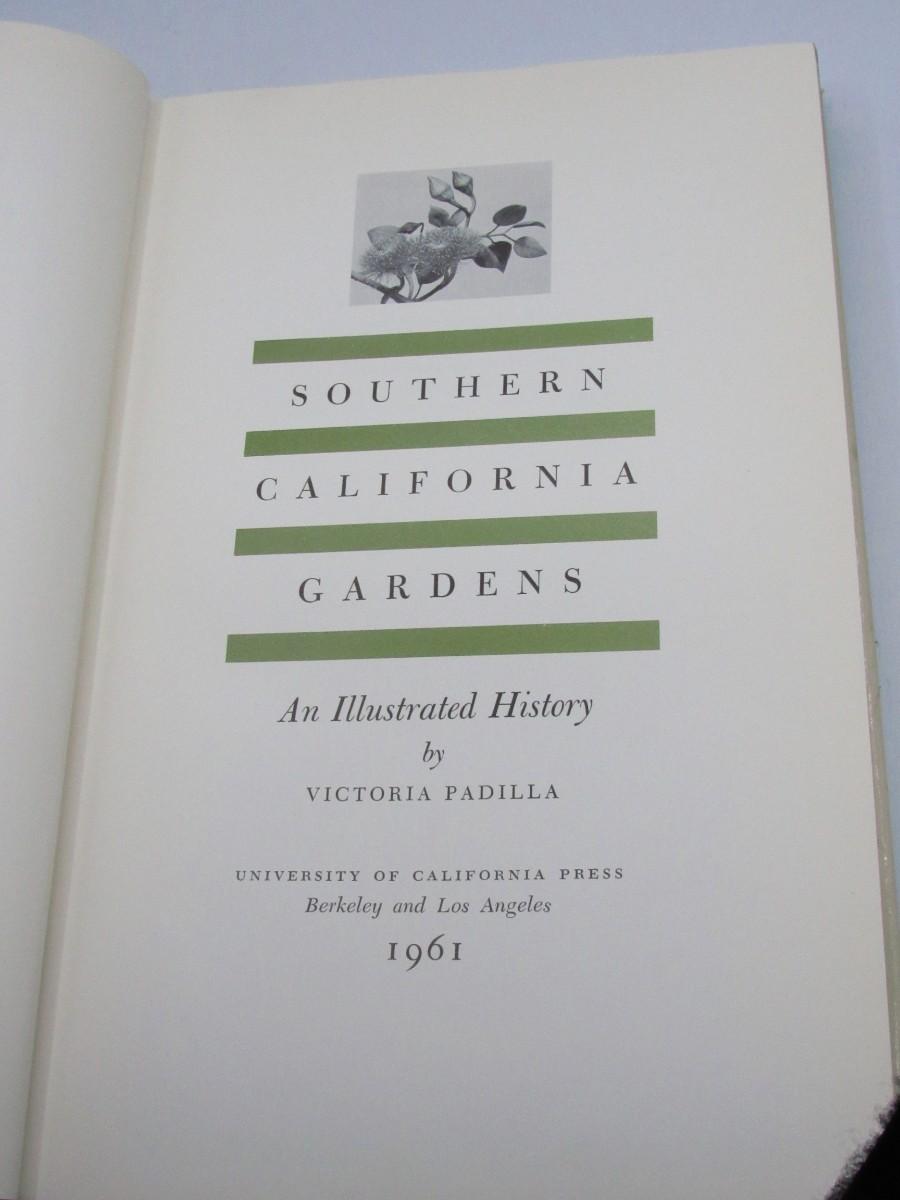 SOUTHERN
CALIFORNIA
GARDENS
An Illustrated History
by
VICTORIA PADILLA
UNIVERSITY OF CALIFORNIA PRESS
Berkeley and Los Angeles
1961